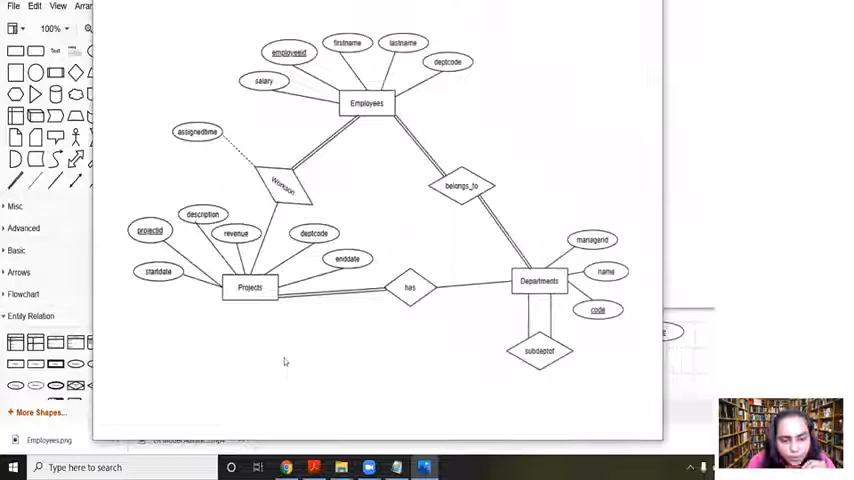 File Edit View
100%
Text
firstname
lastname
employeeid
deptcode
salary
Employees
assignedtime
Workson
belongs_to
Misc
Advanced
description
projectid
revenue
deptcode
managerid
Basic
enddate
Arrows
startdate
name
Projects
has
Departments
Flowchart
code
Entity Relation
subdeptof
+ More Shapes...
Employees.png
Type here to search